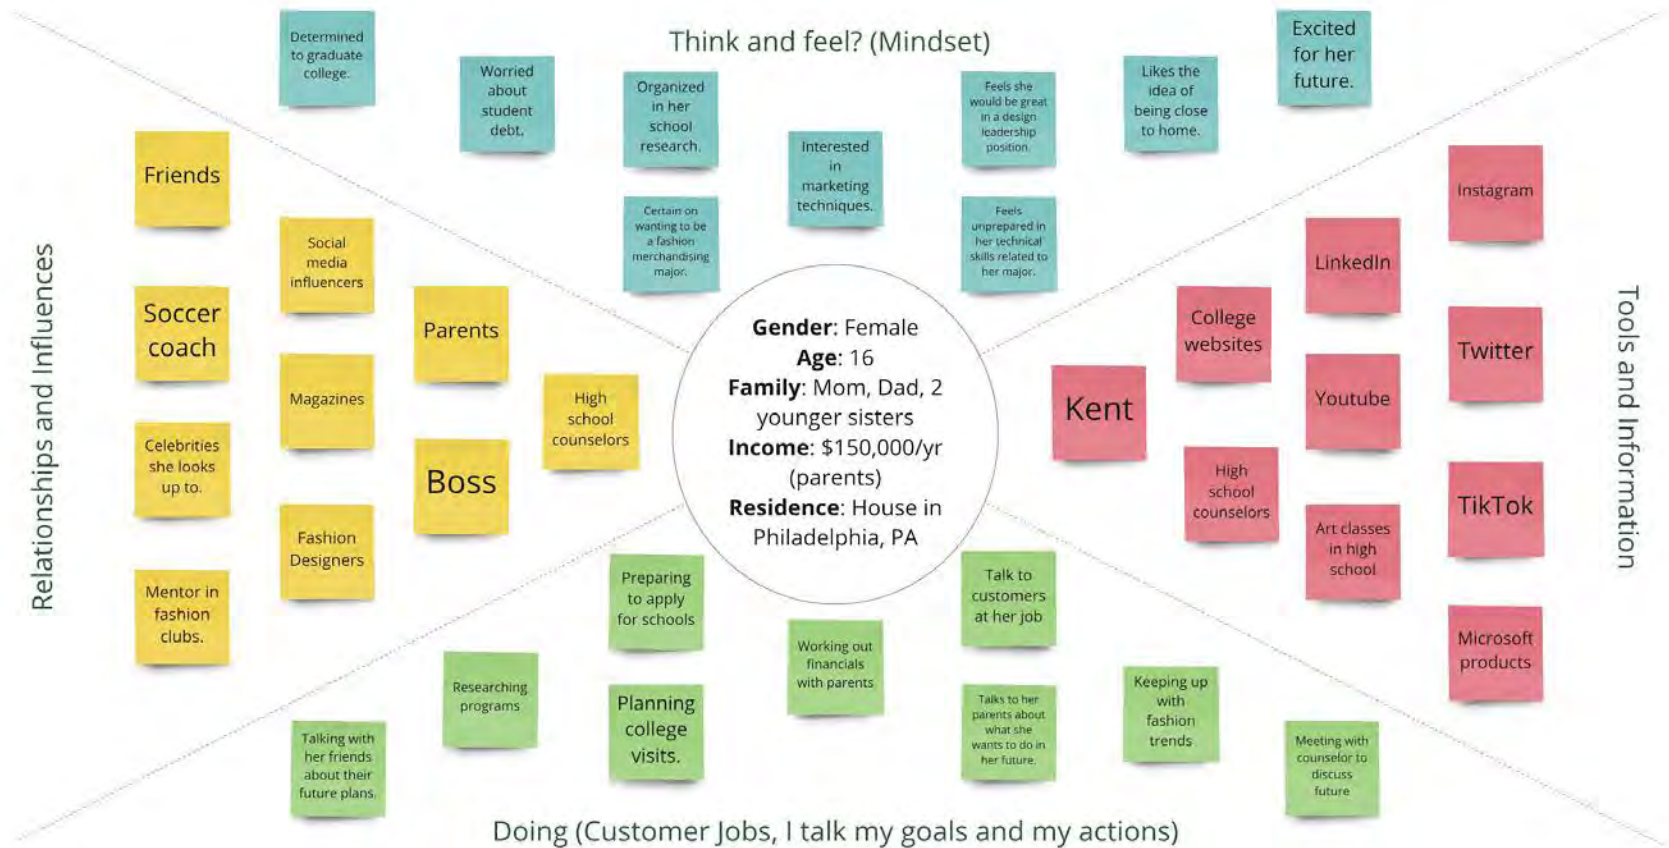 Think and feel? (Mindset)
Determined
to graduate
college.
Worried
about
student
debt.
Organized
in her
school
research.
Certain on
wanting to be
a fashion
merchandising
major.
Interested
in
marketing
techniques.
Feels she
would be great
in a design
leadership
position.
Feels
unprepared in
her technical
skills related to
her major.
Likes the
idea of
being close
to home.
Excited
for her
future.
Relationships and Influences
Friends
Soccer
coach
Celebrities
she looks
up to.
Mentor in
fashion
clubs.
Social
media
influencers
Magazines
Fashion
Designers
Parents
Boss
High
school
counselors
Gender: Female
Age: 16
Family: Mom, Dad, 2
younger sisters
Income: $150,000/yr
(parents)
Residence: House in
Philadelphia, PA
Kent
College
websites
High
school
counselors
LinkedIn
Youtube
Art classes
in high
school
Instagram
Twitter
TikTok
Microsoft
products
Tools and Information
Talking with
her friends
about their
future plans.
Researching
programs
Preparing
to apply
for schools
Planning
college
visits.
Working out
financials
with parents
Talk to
customers
at her job
Talks to her
parents about
what she
wants to do in
her future.
Keeping up
with
fashion
trends
Meeting with
counselor to
discuss
future
Doing (Customer Jobs, I talk my goals and my actions)